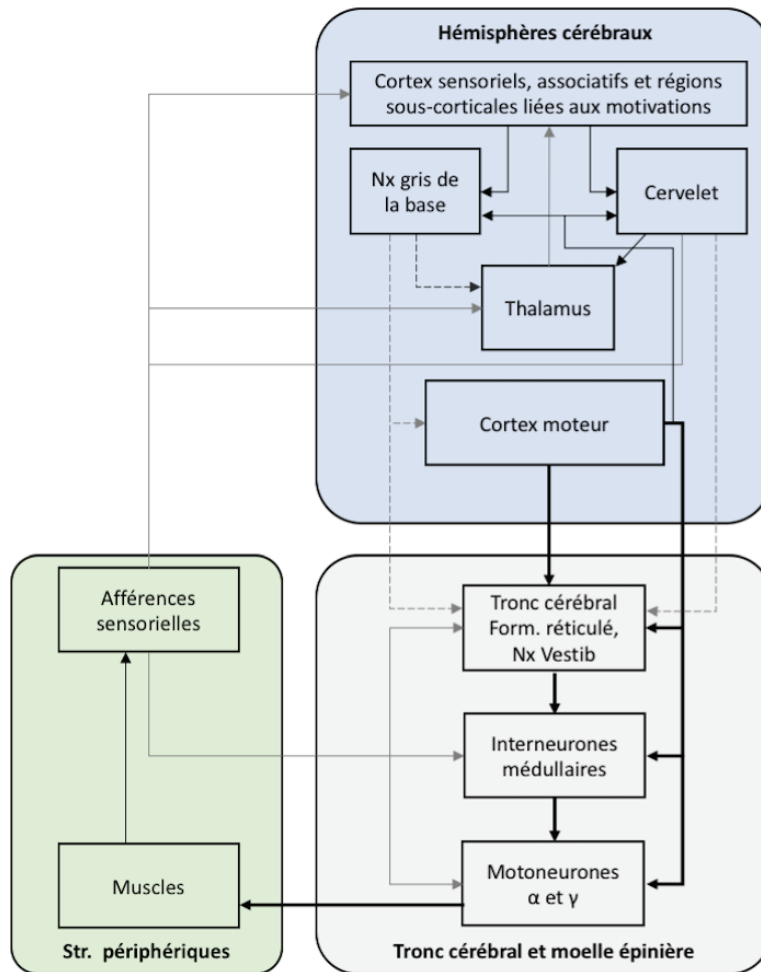 Hémisphères cérébraux
Cortex sensoriels, associatifs et régions
sous-corticales liées aux motivations
Nx gris de
la base
Cervelet
Thalamus
Cortex moteur
Afférences
sensorielles
Muscles
Str. périphériques
Tronc cérébral
Form. réticulé,
Nx Vestib
Interneurones
médullaires
Motoneurones
α et γ
Tronc cérébral et moelle épinière